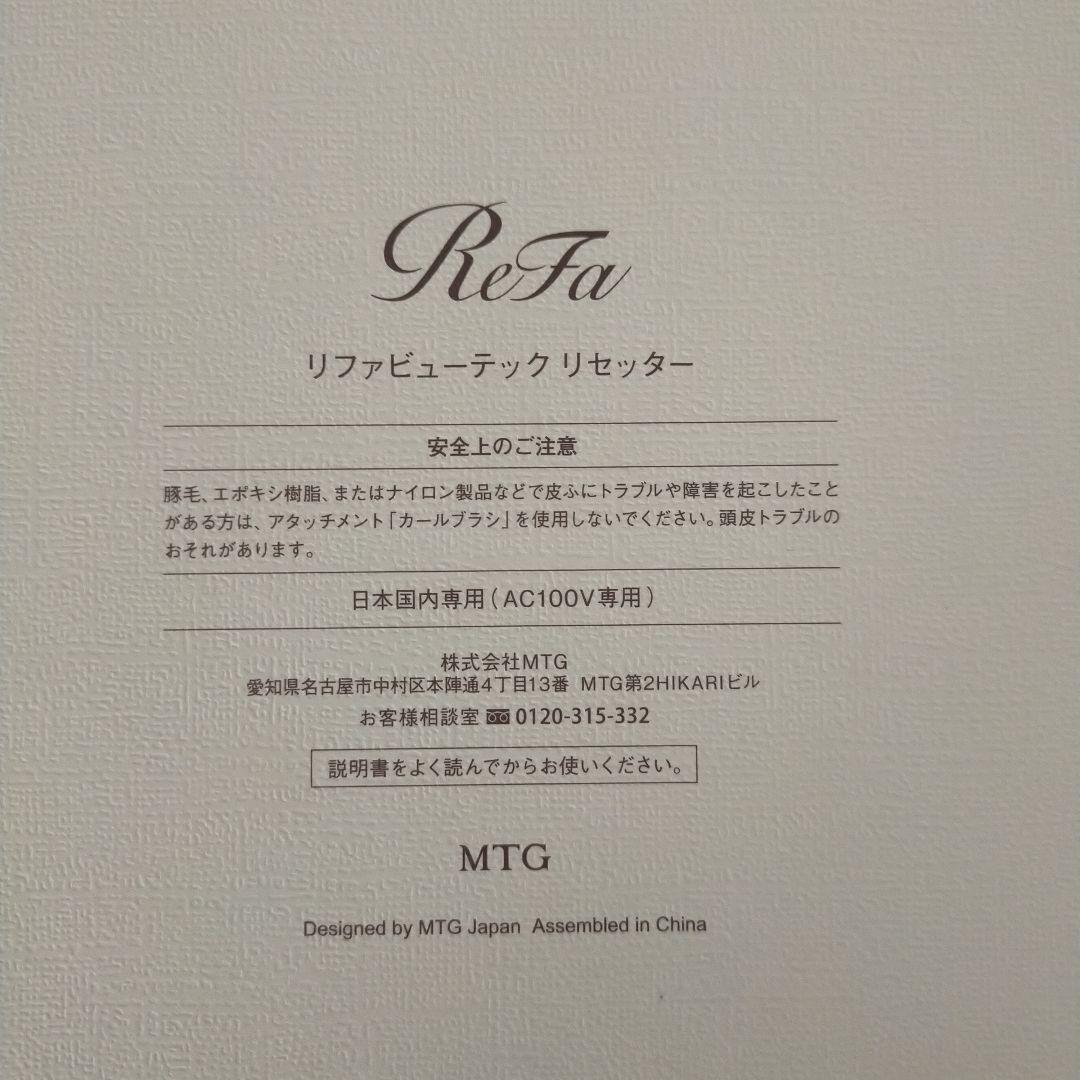 ReFa
リファビューテック リセッター
安全上のご注意
豚毛、エポキシ樹脂、またはナイロン製品などで皮ふにトラブルや障害を起こしたこと
がある方は、アタッチメント「カールブラシ」を使用しないでください。頭皮トラブルの
おそれがあります。
日本国内専用(AC100V専用)
株式会社MTG
愛知県名古屋市中村区本陣通4丁目13番 MTG第2HIKARIビル
お客様相談室 0120-315-332
説明書をよく読んでからお使いください。
MTG
Designed by MTG Japan Assembled in China